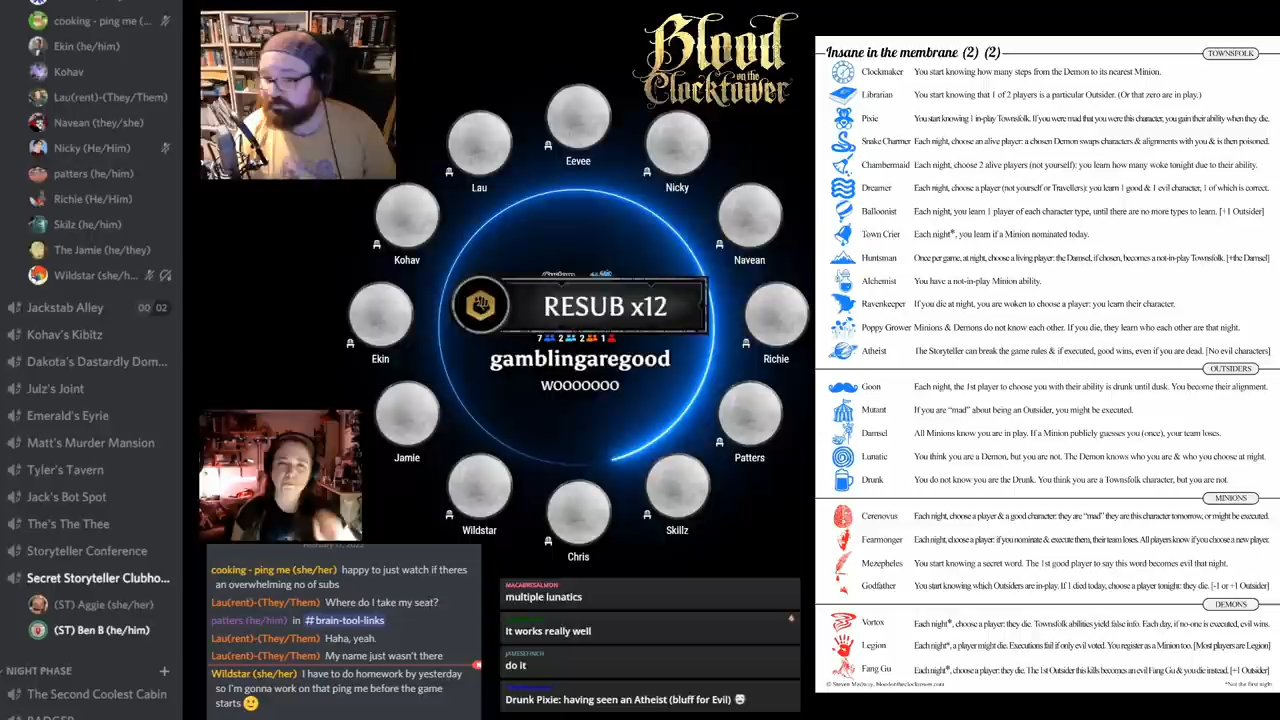 cooking - ping me (...
Ekin (he/him)
Kohav
Lau(rent)-(They/Them)
Navean (they/she)
Nicky (He/Him)
patters (he/him)
Richie (He/Him)
Skilz (he/him)
The Jamie (he/they)
Wildstar (she/h...
Jackstab Alley 00 02
Kohav's Kibitz
Dakota's Dastardly Dom...
Julz's Joint
Emerald's Eyrie
Matt's Murder Mansion
Tyler's Tavern
Jack's Bot Spot
The's The Thee
Storyteller Conference
Secret Storyteller Clubho...
(ST) Aggie (she/her)
(ST) Ben B (he/him)
NIGHT PHASE
The Cerenovus' Coolest Cabin
Blood
on the
Clocktower
Eevee
Lau
Nicky
Kohav
Navean
Ekin
Richie
Jamie
Patters
Wildstar
Skillz
Chris
RESUB x12
7 2 2 1
gamblingaregood
wooooooo
February 17, 2022
cooking - ping me (she/her) happy to just watch if theres
an overwhelming no of subs
Lau(rent)-(They/Them) Where do I take my seat?
patters (he/him) in #brain-tool-links
Lau(rent)-(They/Them) Haha, yeah.
Lau(rent)-(They/Them) My name just wasn't there
Wildstar (she/her) I have to do homework by yesterday
so I'm gonna work on that ping me before the game
starts 🙂
MACABRESALMON
multiple lunatics
It works really well
JAMESEFINCH
do it
Drunk Pixie: having seen an Atheist (bluff for Evil)
Insane in the membrane (2) (2)
TOWNSFOLK
Clockmaker You start knowing how many steps from the Demon to its nearest Minion.
Librarian You start knowing that 1 of 2 players is a particular Outsider. (Or that zero are in play.)
Pixie You start knowing 1 in-play Townsfolk. If you were mad that you were this character, you gain their ability when they die.
Snake Charmer Each night, choose an alive player: a chosen Demon swaps characters & alignments with you & is then poisoned.
Chambermaid Each night, choose 2 alive players (not yourself): you learn how many woke tonight due to their ability.
Dreamer Each night, choose a player (not yourself or Travellers): you learn 1 good & 1 evil character, 1 of which is correct.
Balloonist Each night, you learn 1 player of each character type, until there are no more types to learn. [+1 Outsider]
Town Crier Each night*, you learn if a Minion nominated today.
Huntsman Once per game, at night, choose a living player: the Damsel, if chosen, becomes a not-in-play Townsfolk. [+the Damsel]
Alchemist You have a not-in-play Minion ability.
Ravenkeeper If you die at night, you are woken to choose a player: you learn their character.
Poppy Grower Minions & Demons do not know each other. If you die, they learn who each other are that night.
Atheist The Storyteller can break the game rules & if executed, good wins, even if you are dead. [No evil characters]
OUTSIDERS
Goon Each night, the 1st player to choose you with their ability is drunk until dusk. You become their alignment.
Mutant If you are "mad" about being an Outsider, you might be executed.
Damsel All Minions know you are in play. If a Minion publicly guesses you (once), your team loses.
Lunatic You think you are a Demon, but you are not. The Demon knows who you are & who you choose at night.
Drunk You do not know you are the Drunk. You think you are a Townsfolk character, but you are not.
MINIONS
Cerenovus Each night, choose a player & a good character: they are "mad" they are this character tomorrow, or might be executed.
Fearmonger Each night, choose a player: if you nominate & execute them, their team loses. All players know if you choose a new player.
Mezepheles You start knowing a secret word. The 1st good player to say this word becomes evil that night.
Godfather You start knowing which Outsiders are in-play. If 1 died today, choose a player tonight: they die. [-1 or +1 Outsider]
DEMONS
Vortox Each night*, choose a player: they die. Townsfolk abilities yield false info. Each day, if no-one is executed, evil wins.
Legion Each night*, a player might die. Executions fail if only evil voted. You register as a Minion too. [Most players are Legion]
Fang Gu Each night*, choose a player: they die. The 1st Outsider this kills becomes an evil Fang Gu & you die instead. [+1 Outsider]
© Steven Medway, bloodontheclocktower.com
*Not the first night